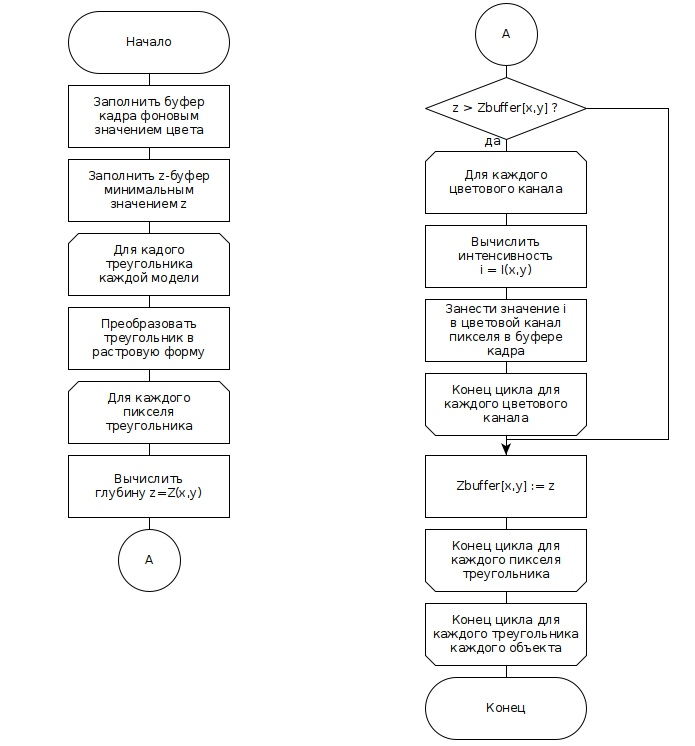 Начало
Заполнить буфер
кадра фоновым
значением цвета
Заполнить z-буфер
минимальным
значением z
Для кадого
треугольника
каждой модели
Преобразовать
треугольник в
растровую форму
Для каждого
пикселя
треугольника
Вычислить
глубину z=Z(x,y)
A
A
z > Zbuffer[x,y] ?
да
Для каждого
цветового канала
Вычислить
интенсивность
i = I(x,y)
Занести значение i
в цветовой канал
пикселя в буфере
кадра
Конец цикла для
каждого цветового
канала
Zbuffer[x,y] := z
Конец цикла для
каждого пикселя
треугольника
Конец цикла для
каждого треугольника
каждого объекта
Конец